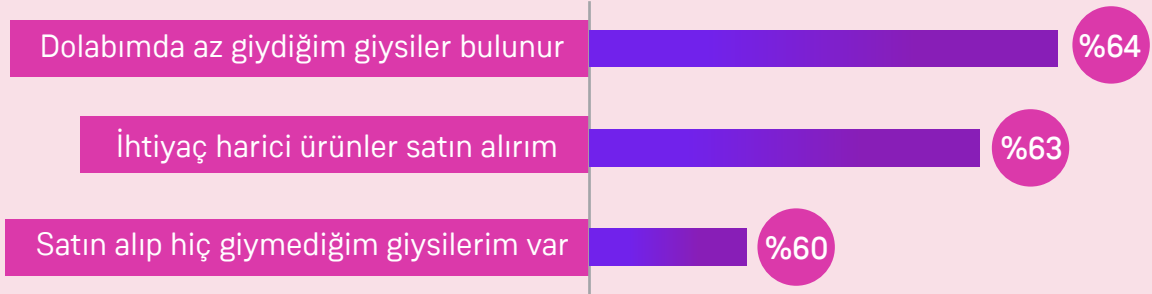 Dolabımda az giydiğim giysiler bulunur
%64
İhtiyaç harici ürünler satın alırım
%63
Satın alıp hiç giymediğim giysilerim var
%60